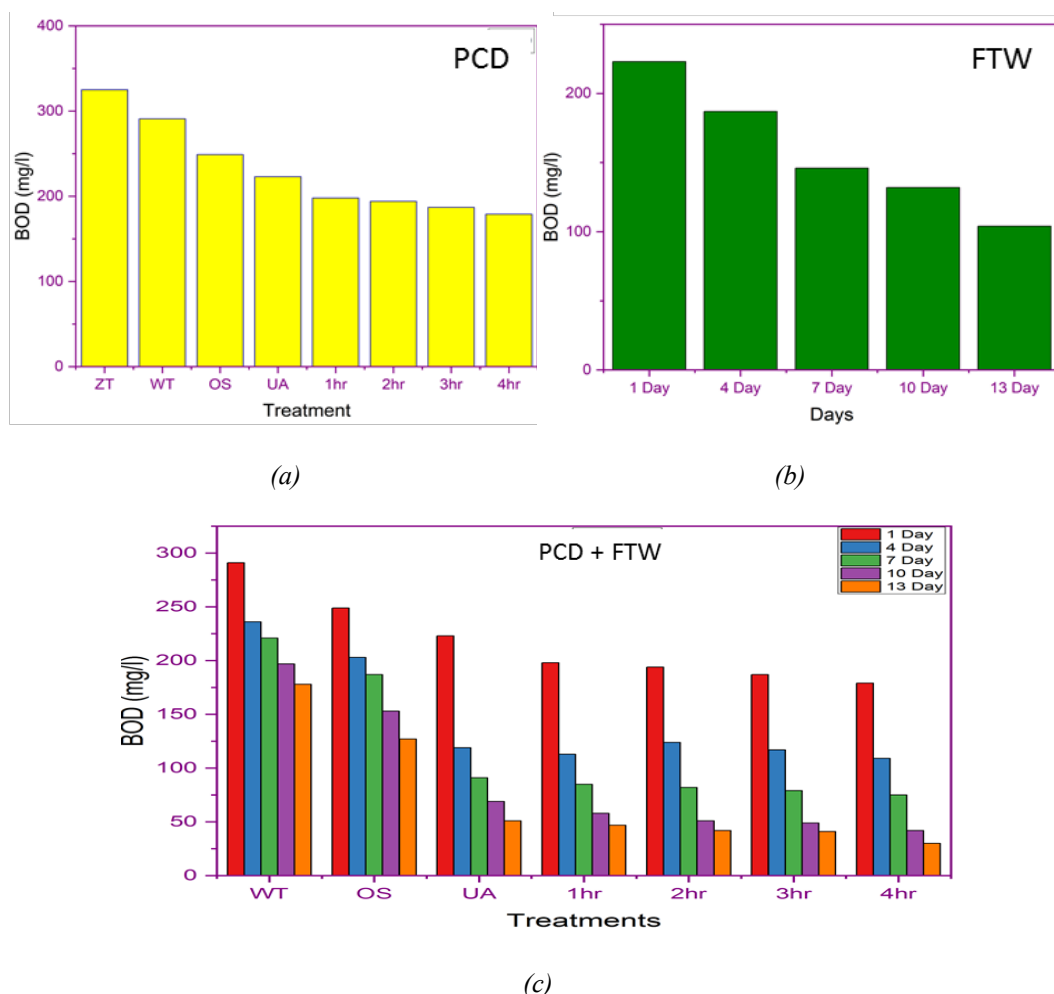 PCD
BOD (mg/l)
400
300
200
100
0
ZT WT OS UA 1hr 2hr 3hr 4hr
Treatment
FTW
BOD (mg/l)
200
100
0
1 Day 4 Day 7 Day 10 Day 13 Day
Days
(a)
(b)
PCD + FTW
1 Day
4 Day
7 Day
10 Day
13 Day
BOD (mg/l)
300
250
200
150
100
50
0
WT OS UA 1hr 2hr 3hr 4hr
Treatments
(c)